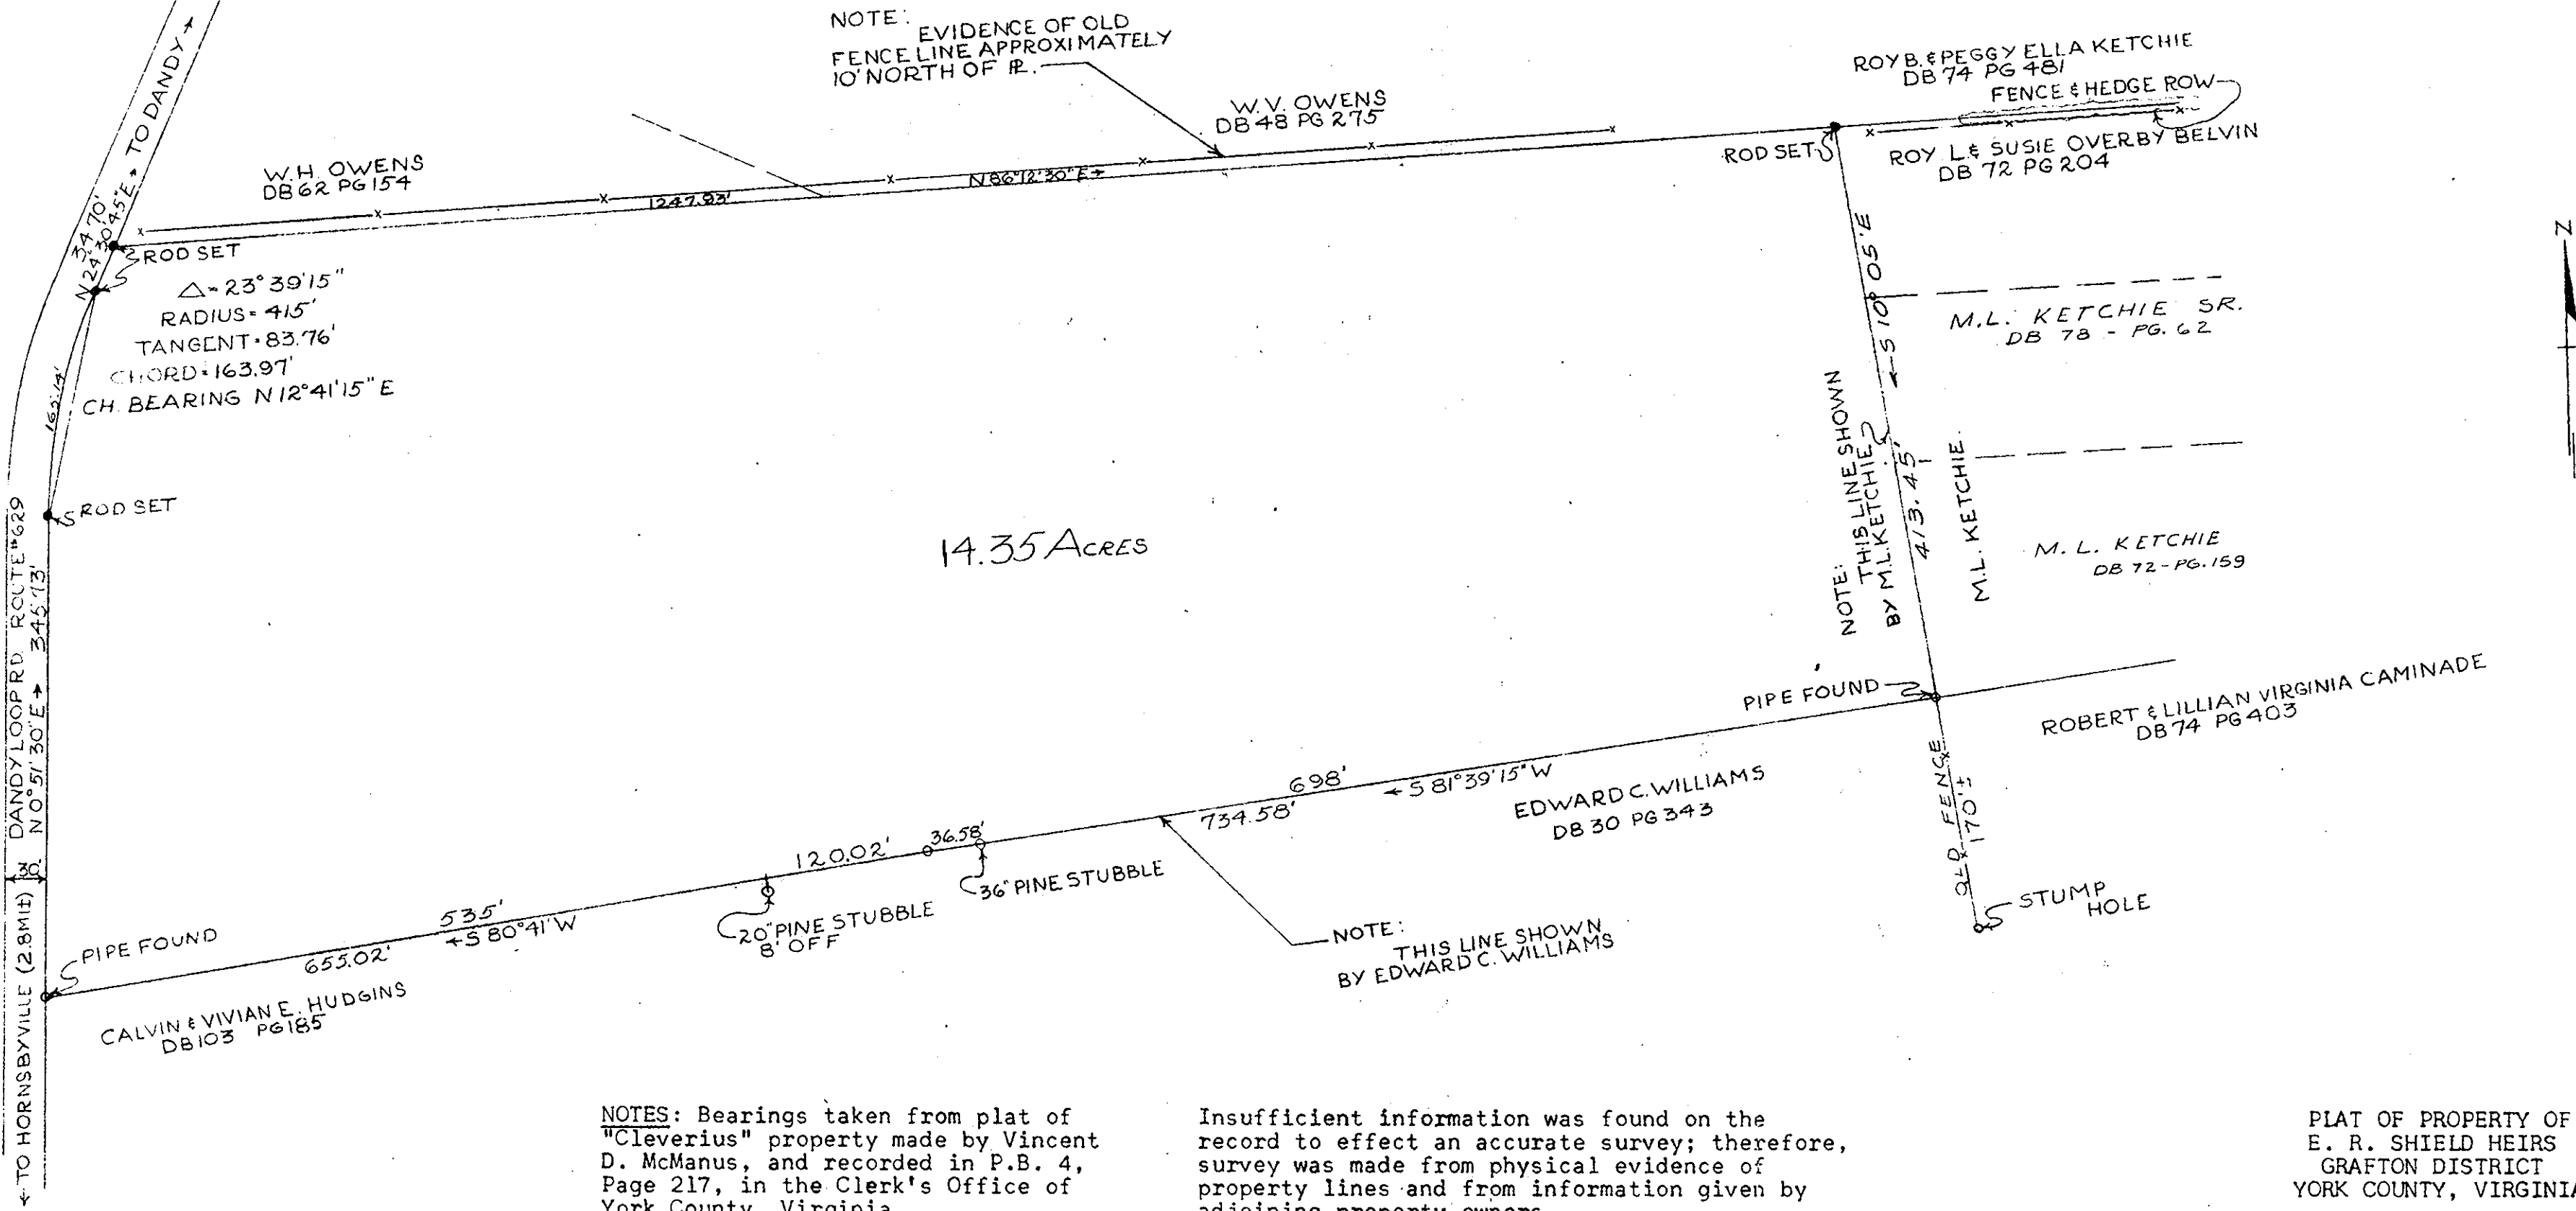 NOTE:
EVIDENCE OF OLD
FENCE LINE APPROXIMATELY
10' NORTH OF PL.
TO DANDY
W.H. OWENS
DB 62 PG 154
W.V. OWENS
DB 48 PG 275
ROY B. & PEGGY ELLA KETCHIE
DB 74 PG 481
FENCE & HEDGE ROW
ROY L. & SUSIE OVERBY BELVIN
DB 72 PG 204
ROD SET
N 86°12'30" E
1247.93'
34.70'
N 24°30'45" E
ROD SET
△= 23°39'15"
RADIUS= 415'
TANGENT= 83.76'
CHORD= 163.97'
CH. BEARING N 12°41'15" E
ROD SET
S 10° 05' E
413.45'
NOTE:
THIS LINE SHOWN
BY M.L. KETCHIE
M.L. KETCHIE
M.L. KETCHIE SR.
DB 78 - PG. 62
M. L. KETCHIE
DB 72 - PG. 159
N
14.35 ACRES
DANDY LOOP RD. ROUTE #629
N 0°51'30" E 345.13'
30'
TO HORNSBYVILLE (2.8MI±)
PIPE FOUND
ROBERT & LILLIAN VIRGINIA CAMINADE
DB 74 PG 403
OLD FENCE
170'±
STUMP
HOLE
698'
S 81°39'15" W
734.58'
EDWARD C. WILLIAMS
DB 30 PG 343
120.02'
36.58'
36" PINE STUBBLE
20" PINE STUBBLE
8' OFF
NOTE:
THIS LINE SHOWN
BY EDWARD C. WILLIAMS
535'
S 80°41' W
655.02'
PIPE FOUND
CALVIN & VIVIAN E. HUDGINS
DB 103 PG 185
NOTES: Bearings taken from plat of
"Cleverius" property made by Vincent
D. McManus, and recorded in P.B. 4,
Page 217, in the Clerk's Office of
York County, Virginia
Insufficient information was found on the
record to effect an accurate survey; therefore,
survey was made from physical evidence of
property lines and from information given by
adjoining property owners
PLAT OF PROPERTY OF
E. R. SHIELD HEIRS
GRAFTON DISTRICT
YORK COUNTY, VIRGINIA